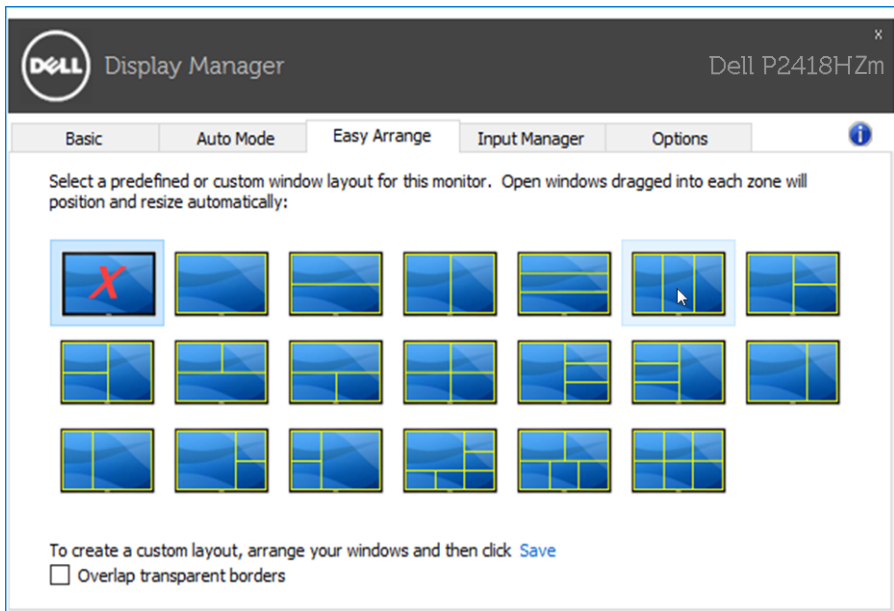 DELL
Display Manager
x
Dell P2418HZm
Basic
Auto Mode
Easy Arrange
Input Manager
Options
i
Select a predefined or custom window layout for this monitor. Open windows dragged into each zone will
position and resize automatically:
X
To create a custom layout, arrange your windows and then click Save
Overlap transparent borders